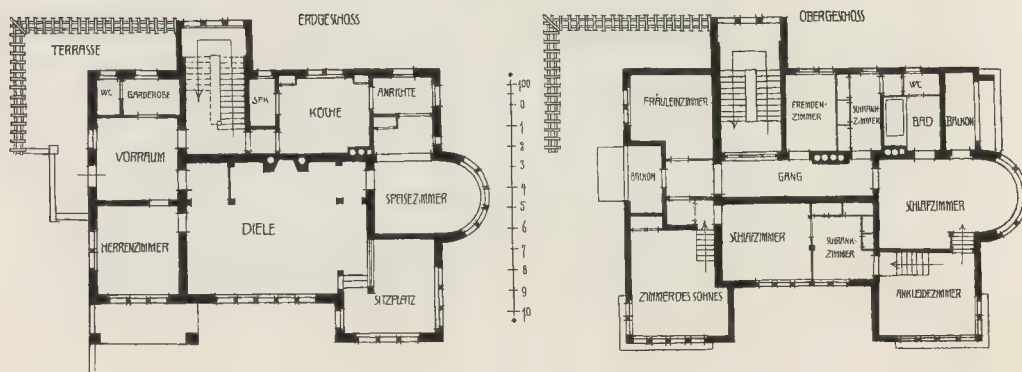 ERDGESCHOSS
TERRASSE
WC
GARDEROBE
SPK
KÜCHE
ANRICHTE
VORRAUM
SPEISEZIMMER
HERRENZIMMER
DIELE
SITZPLATZ
100
0
1
2
3
4
5
6
7
8
9
10
OBERGESCHOSS
FRÄULEINZIMMER
FREMDEN-
ZIMMER
SCHRANK-
ZIMMER
WC
BAD
BALKON
BALKON
GANG
SCHLAFZIMMER
SCHLAFZIMMER
SCHRANK-
ZIMMER
ZIMMER DES SOHNES
ANKLEIDEZIMMER